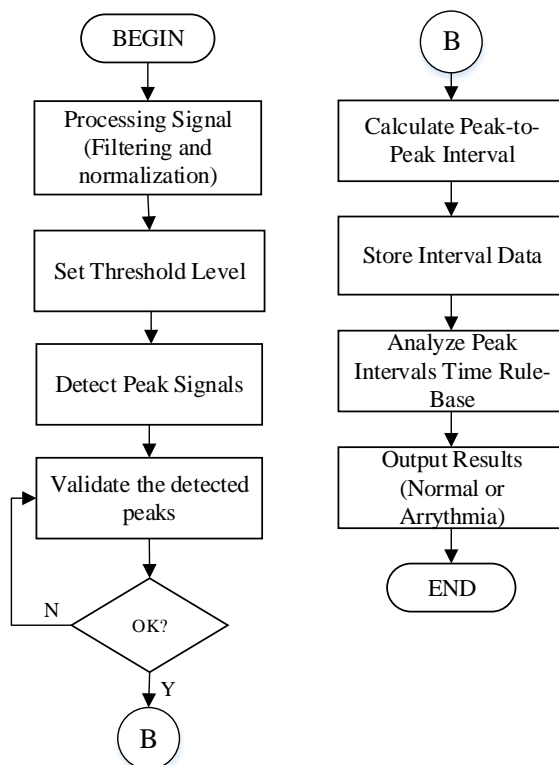 BEGIN
Processing Signal
(Filtering and
normalization)
Set Threshold Level
Detect Peak Signals
Validate the detected
peaks
OK?
N
Y
B
B
Calculate Peak-to-
Peak Interval
Store Interval Data
Analyze Peak
Intervals Time Rule-
Base
Output Results
(Normal or
Arrythmia)
END